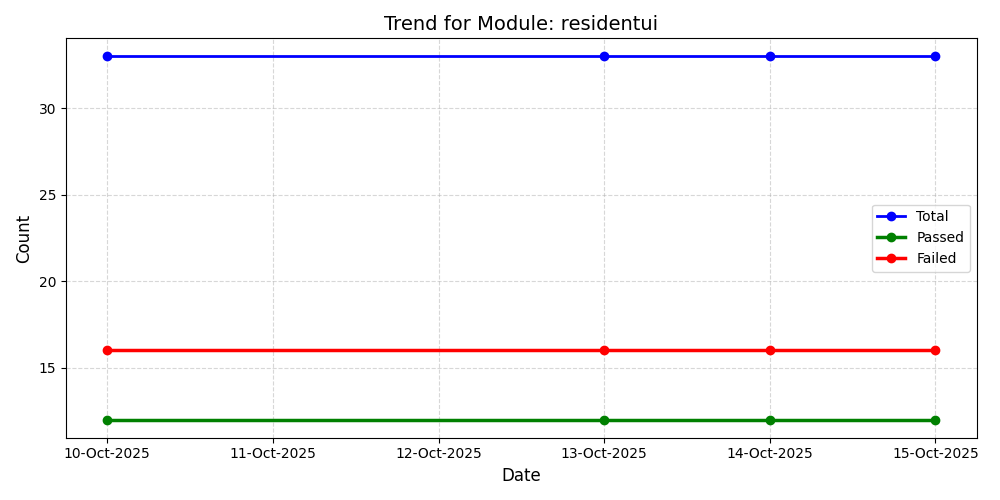 Trend for Module: residentui
Count
30
25
20
15
Total
Passed
Failed
10-Oct-2025 11-Oct-2025 12-Oct-2025 13-Oct-2025 14-Oct-2025 15-Oct-2025
Date